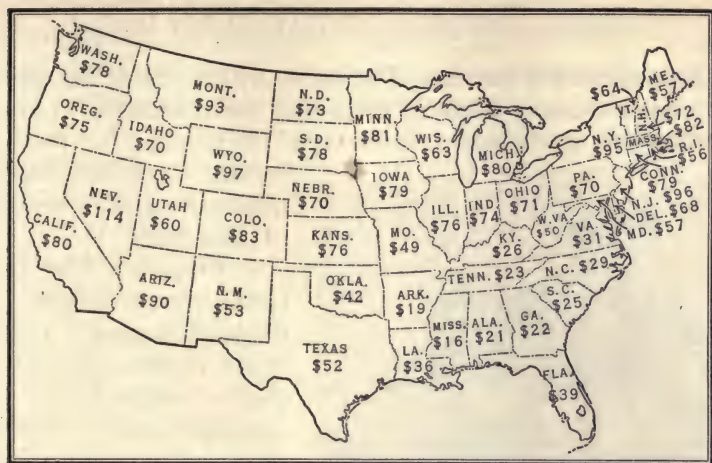 WASH.
$78
OREG.
$75
CALIF.
$80
NEV.
$114
IDAHO
$70
MONT.
$93
WYO.
$97
UTAH
$60
COLO.
$83
ARIZ.
$90
N.M.
$53
N.D.
$73
S.D.
$78
NEBR.
$70
KANS.
$76
OKLA.
$42
TEXAS
$52
MINN.
$81
IOWA
$79
MO.
$49
ARK.
$19
LA.
$36
WIS.
$63
ILL.
$76
MICH.
$80
IND
$74
OHIO
$71
KY.
$26
TENN. $23
MISS.
$16
ALA.
$21
GA.
$22
FLA.
$39
S.C.
$25
N.C. $29
VA.
$31
W.VA.
$50
PA.
$70
N.Y.
$95
$64
VT.
N.H.
ME.
$57
$72
MASS.
$82
R.I.
$56
CONN.
$79
N.J. $96
DEL. $68
MD. $57